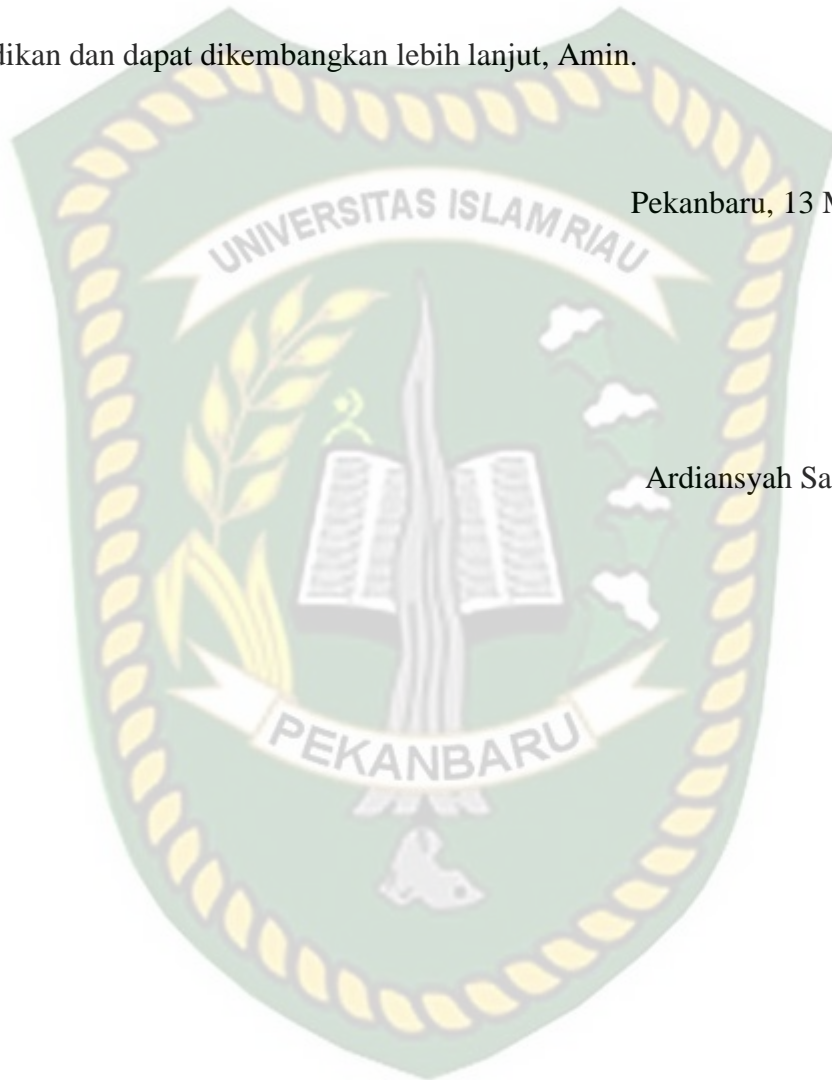 dikan dan dapat dikembangkan lebih lanjut, Amin.
UNIVERSITAS ISLAM RIAU
Pekanbaru, 13 M
Ardiansyah Sa
PEKANBARU